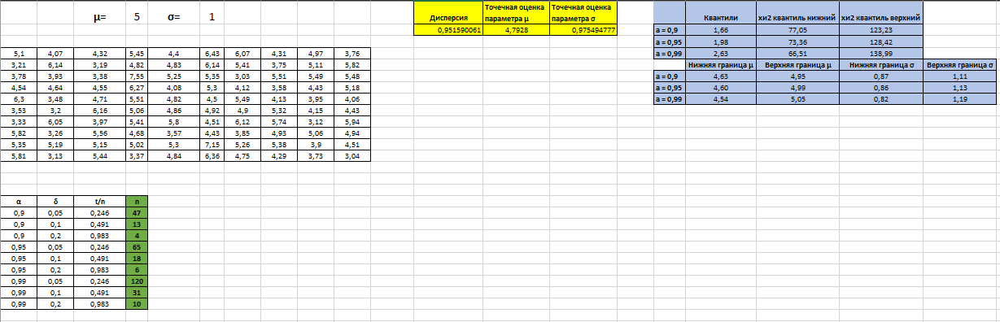 μ= 5 σ= 1
Дисперсия Точечная оценка параметра μ Точечная оценка параметра σ
0,951590061 4,7928 0,975494777
Квантили хи2 квантиль нижний хи2 квантиль верхний
a = 0,9 1,66 77,05 123,23
a = 0,95 1,98 73,36 128,42
a = 0,99 2,63 66,51 138,99
Нижняя граница μ Верхняя граница μ Нижняя граница σ Верхняя граница σ
a = 0,9 4,63 4,95 0,87 1,11
a = 0,95 4,60 4,99 0,86 1,13
a = 0,99 4,54 5,05 0,82 1,19
5,1 4,07 4,32 5,45 4,4 6,43 6,07 4,31 4,97 3,76
3,21 6,14 3,19 4,82 4,83 6,14 5,41 3,75 5,11 5,82
3,78 3,93 3,38 7,55 5,25 5,35 3,03 5,51 5,49 5,48
4,54 4,64 4,55 6,27 4,08 5,3 4,12 3,58 4,43 5,18
6,3 3,48 4,71 5,51 4,82 4,5 5,49 4,13 3,95 4,06
3,53 3,2 6,16 5,06 4,86 4,92 4,9 5,32 4,15 4,43
3,33 6,05 3,97 5,41 5,8 4,51 6,12 5,74 3,12 5,94
5,82 3,26 5,56 4,68 3,57 4,43 3,85 4,93 5,06 4,94
5,35 5,19 5,15 5,02 5,3 7,15 5,26 5,38 3,9 4,51
5,81 3,13 5,44 3,37 4,84 6,36 4,75 4,29 3,73 3,04
α δ t/n n
0,9 0,05 0,246 47
0,9 0,1 0,491 13
0,9 0,2 0,983 4
0,95 0,05 0,246 65
0,95 0,1 0,491 18
0,95 0,2 0,983 6
0,99 0,05 0,246 120
0,99 0,1 0,491 31
0,99 0,2 0,983 10